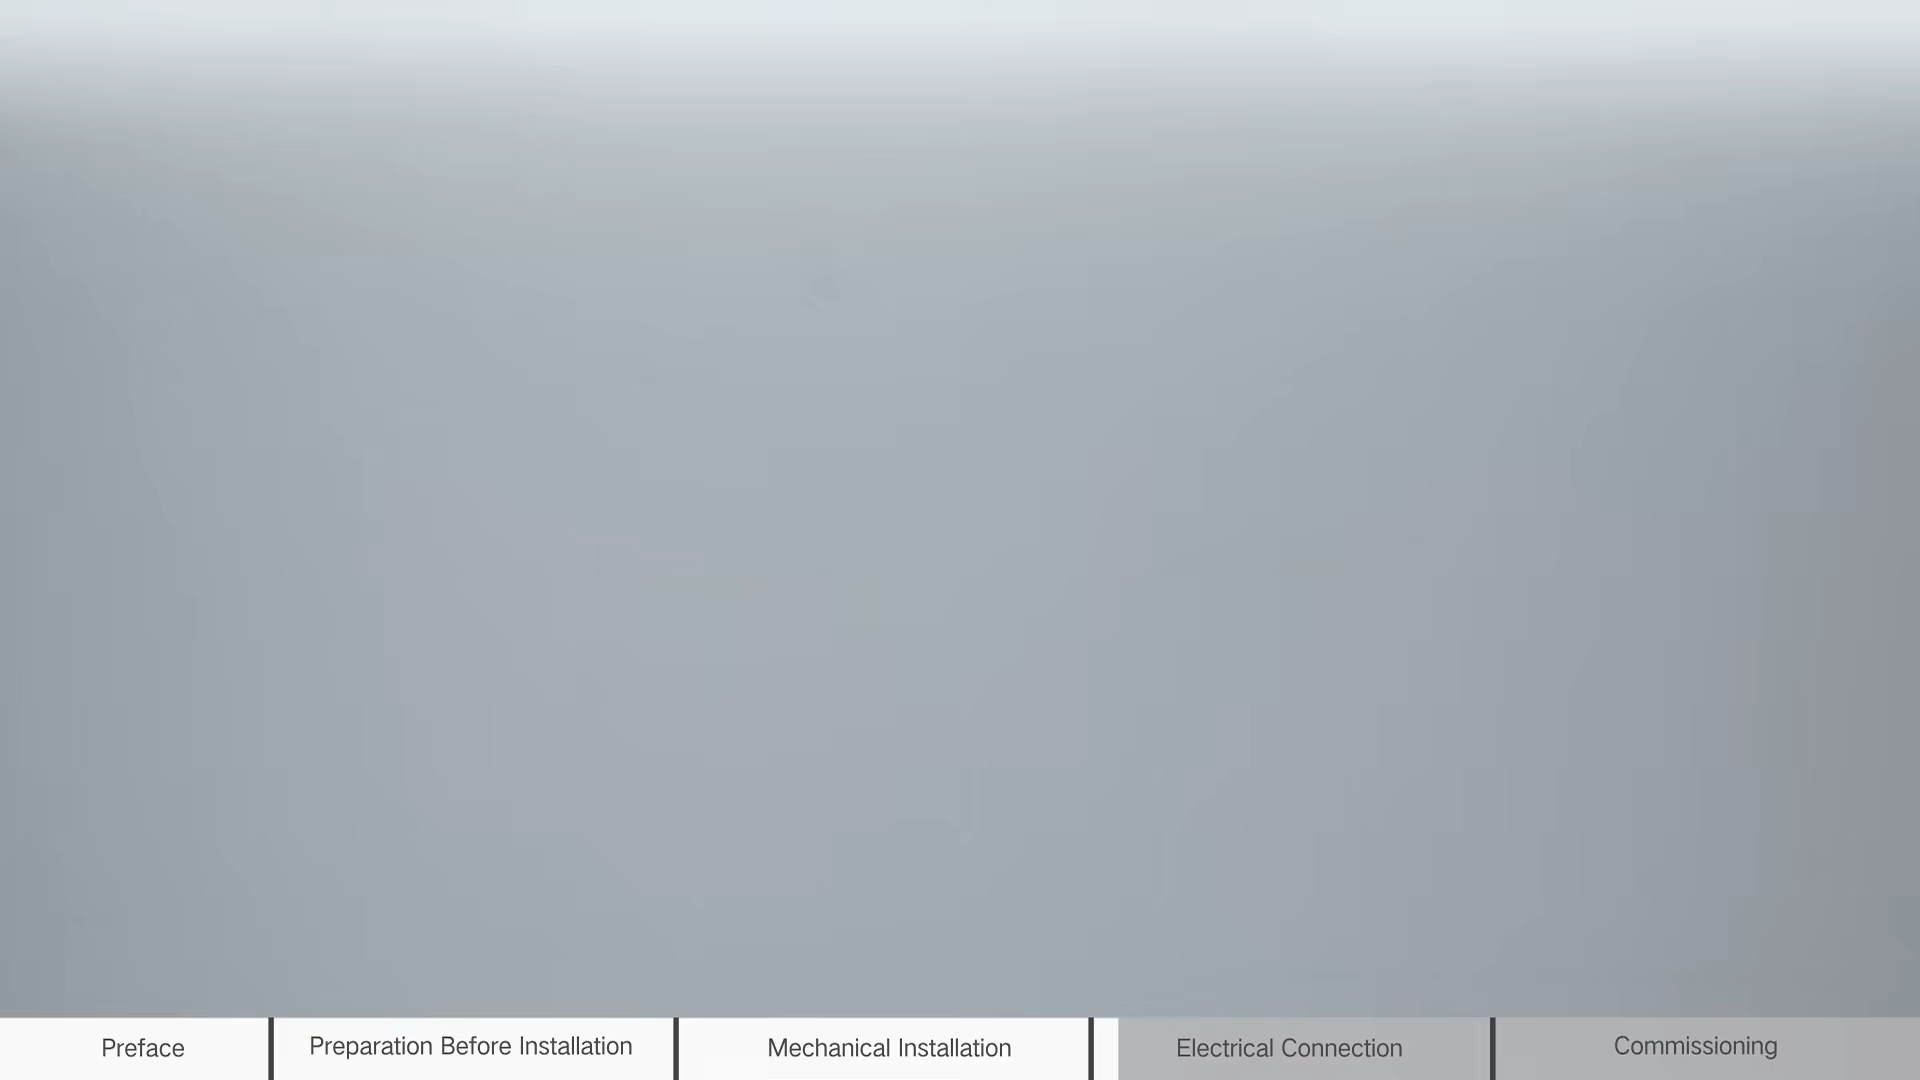 Preface
Preparation Before Installation
Mechanical Installation
Electrical Connection
Commissioning